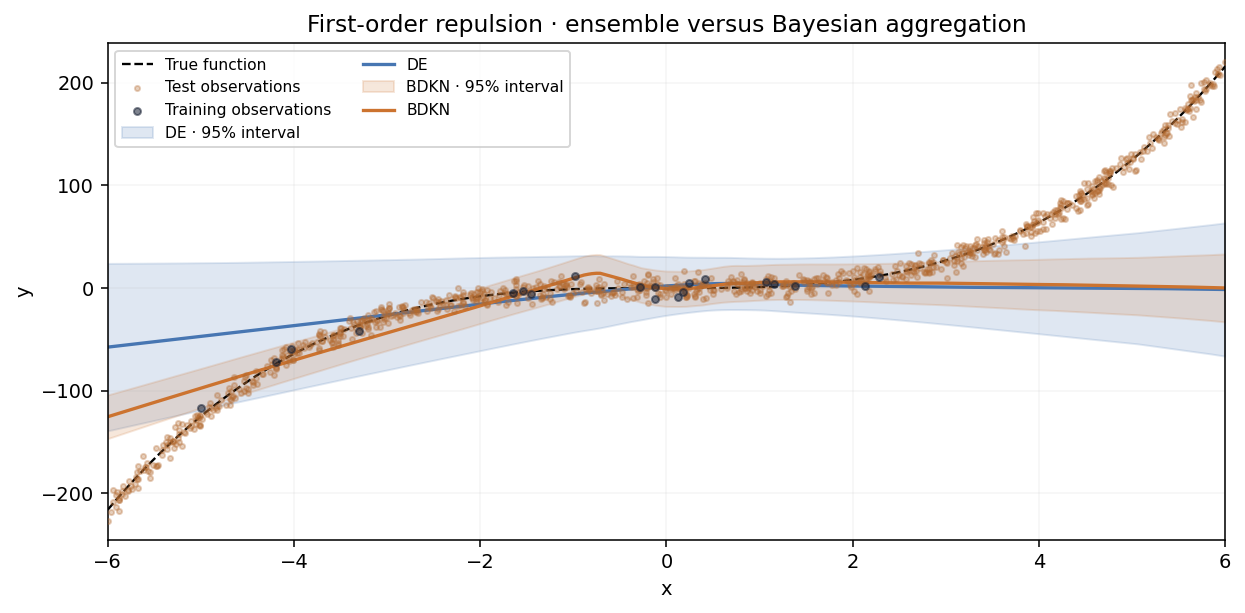 First-order repulsion · ensemble versus Bayesian aggregation
True function
Test observations
Training observations
DE · 95% interval
DE
BDKN · 95% interval
BDKN
y
200
100
0
−100
−200
−6
−4
−2
0
2
4
6
x